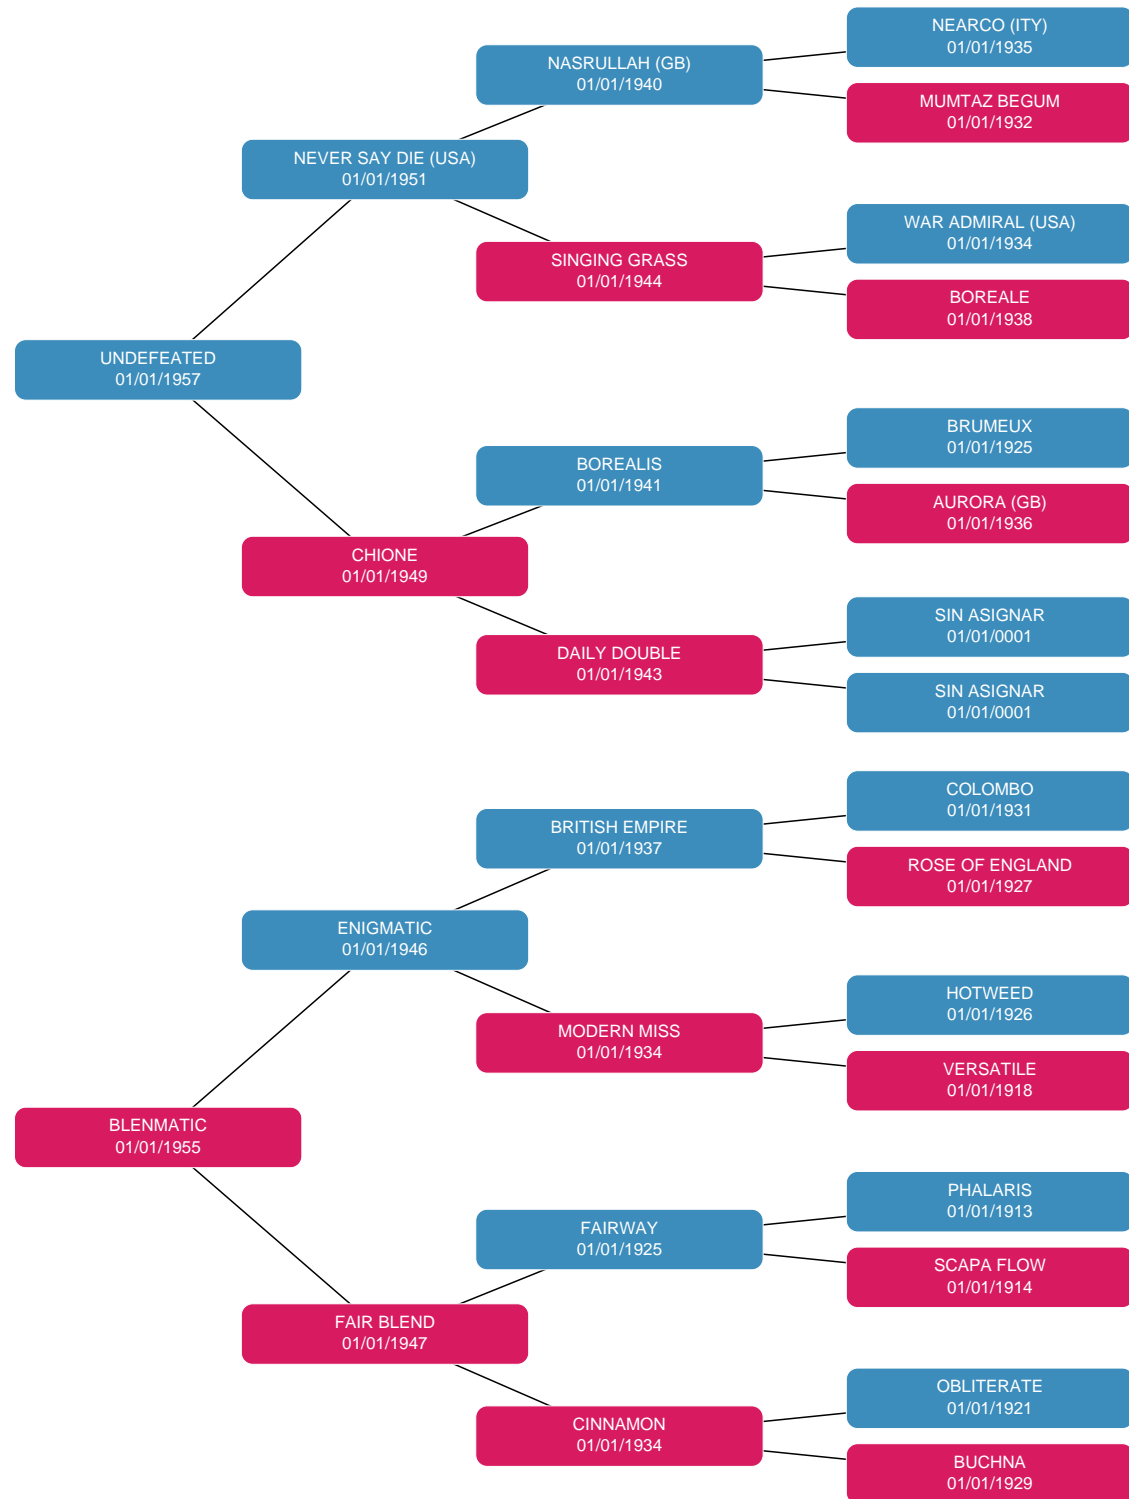 NEARCO (ITY)
01/01/1935
NASRULLAH (GB)
01/01/1940
MUMTAZ BEGUM
01/01/1932
NEVER SAY DIE (USA)
01/01/1951
WAR ADMIRAL (USA)
01/01/1934
SINGING GRASS
01/01/1944
BOREALE
01/01/1938
UNDEFEATED
01/01/1957
BRUMEUX
01/01/1925
BOREALIS
01/01/1941
AURORA (GB)
01/01/1936
CHIONE
01/01/1949
SIN ASIGNAR
01/01/0001
DAILY DOUBLE
01/01/1943
SIN ASIGNAR
01/01/0001
COLOMBO
01/01/1931
BRITISH EMPIRE
01/01/1937
ROSE OF ENGLAND
01/01/1927
ENIGMATIC
01/01/1946
HOTWEED
01/01/1926
MODERN MISS
01/01/1934
VERSATILE
01/01/1918
BLENMATIC
01/01/1955
PHALARIS
01/01/1913
FAIRWAY
01/01/1925
SCAPA FLOW
01/01/1914
FAIR BLEND
01/01/1947
OBLITERATE
01/01/1921
CINNAMON
01/01/1934
BUCHNA
01/01/1929